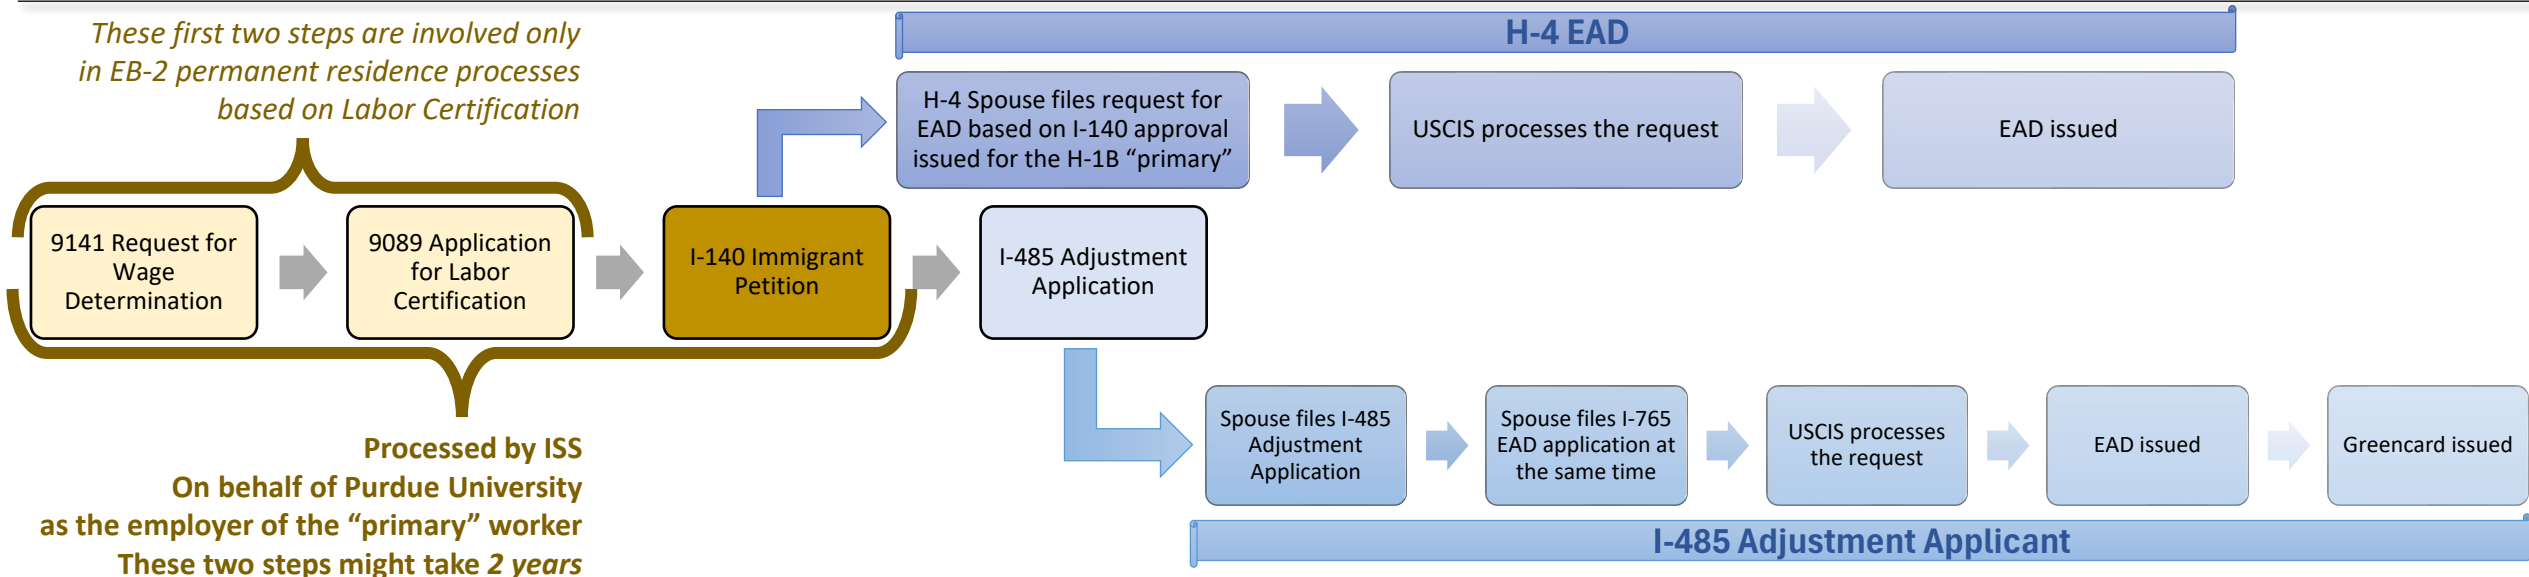 These first two steps are involved only
in EB-2 permanent residence processes
based on Labor Certification
H-4 EAD
H-4 Spouse files request for
EAD based on I-140 approval
issued for the H-1B “primary”
USCIS processes the request
EAD issued
9141 Request for
Wage
Determination
9089 Application
for Labor
Certification
I-140 Immigrant
Petition
I-485 Adjustment
Application
Processed by ISS
On behalf of Purdue University
as the employer of the “primary” worker
These two steps might take 2 years
Spouse files I-485
Adjustment
Application
Spouse files I-765
EAD application at
the same time
USCIS processes
the request
EAD issued
Greencard issued
I-485 Adjustment Applicant